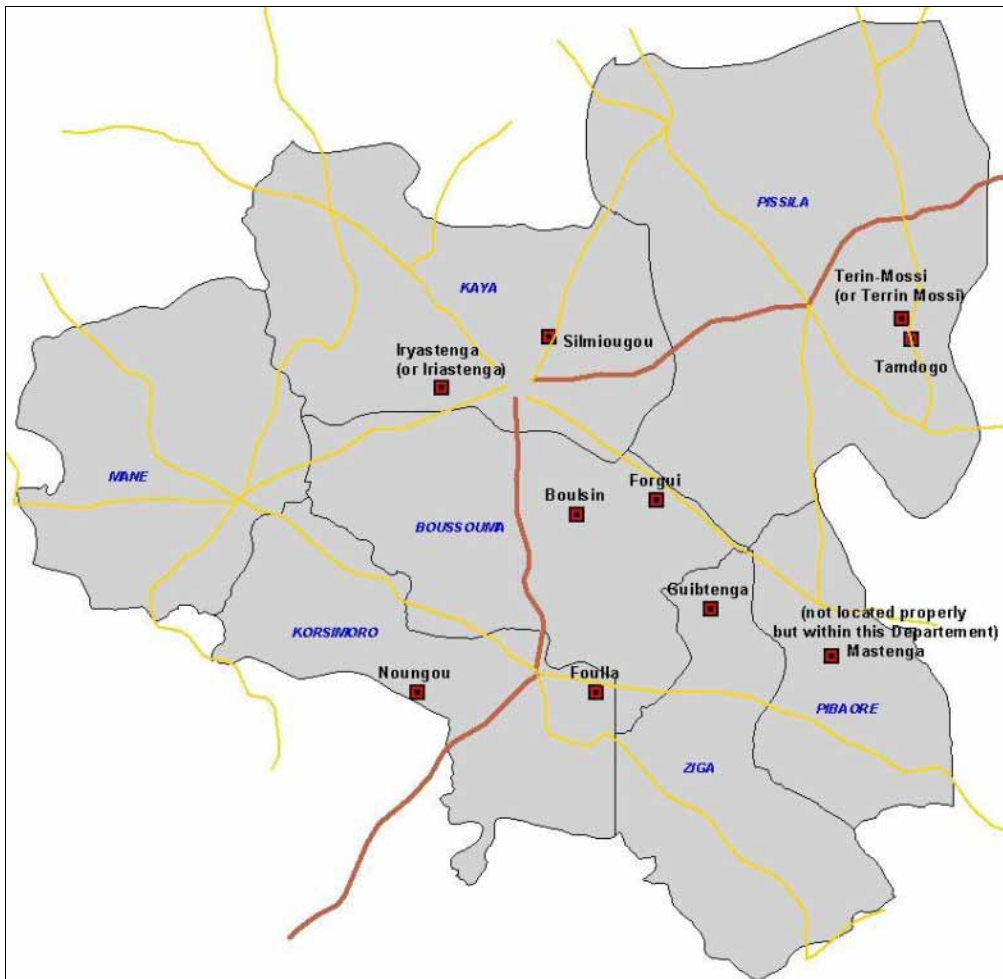 PISSILA
Terin-Mossi
(or Terrin Mossi)
KAYA
Silmiougou
Iryastenga
(or Iriastenga)
Tamdogo
MANE
Forgui
Boulsin
BOUSSOUMA
Guibtenga
(not located properly
but within this Departement)
Mastenga
KORSIMORO
Noungou
Foulla
PIBAORE
ZIGA